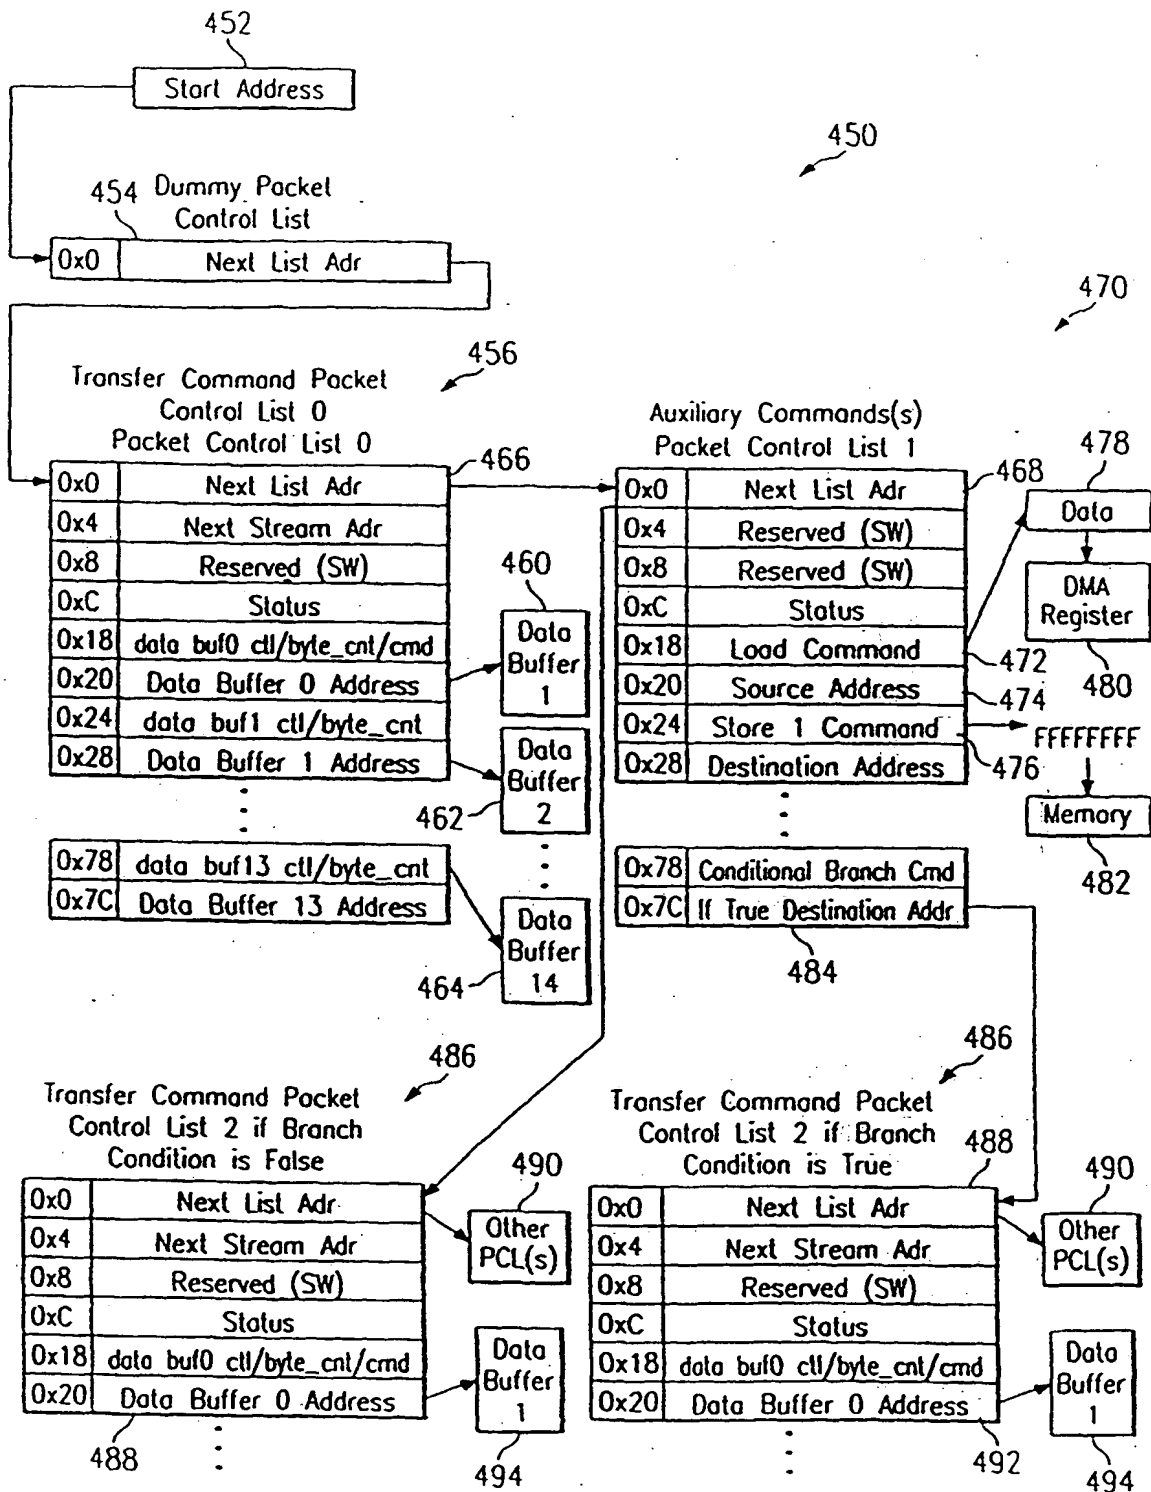 452
Start Address
450
454
Dummy Packet
Control List
0x0 Next List Adr
470
456
Transfer Command Packet
Control List 0
Packet Control List 0
466
0x0 Next List Adr
0x4 Next Stream Adr
0x8 Reserved (SW)
0xC Status
0x18 data buf0 ctl/byte_cnt/cmd
0x20 Data Buffer 0 Address
0x24 data buf1 ctl/byte_cnt
0x28 Data Buffer 1 Address
0x78 data buf13 ctl/byte_cnt
0x7C Data Buffer 13 Address
460
Data
Buffer
1
Data
Buffer
2
462
Data
Buffer
14
464
Auxiliary Commands(s)
Packet Control List 1
468
0x0 Next List Adr
0x4 Reserved (SW)
0x8 Reserved (SW)
0xC Status
0x18 Load Command
0x20 Source Address
0x24 Store 1 Command
0x28 Destination Address
0x78 Conditional Branch Cmd
0x7C If True Destination Addr
484
478
Data
DMA
Register
472
480
474
FFFFFFFF
476
Memory
482
486
Transfer Command Packet
Control List 2 if Branch
Condition is False
0x0 Next List Adr
0x4 Next Stream Adr
0x8 Reserved (SW)
0xC Status
0x18 data buf0 ctl/byte_cnt/cmd
0x20 Data Buffer 0 Address
488
490
Other
PCL(s)
Data
Buffer
1
494
486
Transfer Command Packet
Control List 2 if Branch
Condition is True
488
0x0 Next List Adr
0x4 Next Stream Adr
0x8 Reserved (SW)
0xC Status
0x18 data buf0 ctl/byte_cnt/cmd
0x20 Data Buffer 0 Address
492
490
Other
PCL(s)
Data
Buffer
1
494